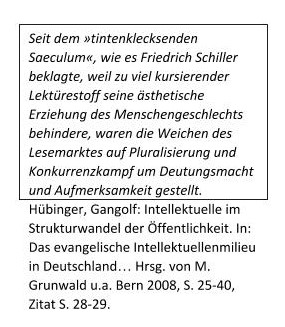 Seit dem »tintenklecksenden
Saeculum«, wie es Friedrich Schiller
beklagte, weil zu viel kursierender
Lektürestoff seine ästhetische
Erziehung des Menschengeschlechts
behindere, waren die Weichen des
Lesemarktes auf Pluralisierung und
Konkurrenzkampf um Deutungsmacht
und Aufmerksamkeit gestellt.
Hübinger, Gangolf: Intellektuelle im
Strukturwandel der Öffentlichkeit. In:
Das evangelische Intellektuellenmilieu
in Deutschland… Hrsg. von M.
Grunwald u.a. Bern 2008, S. 25-40,
Zitat S. 28-29.